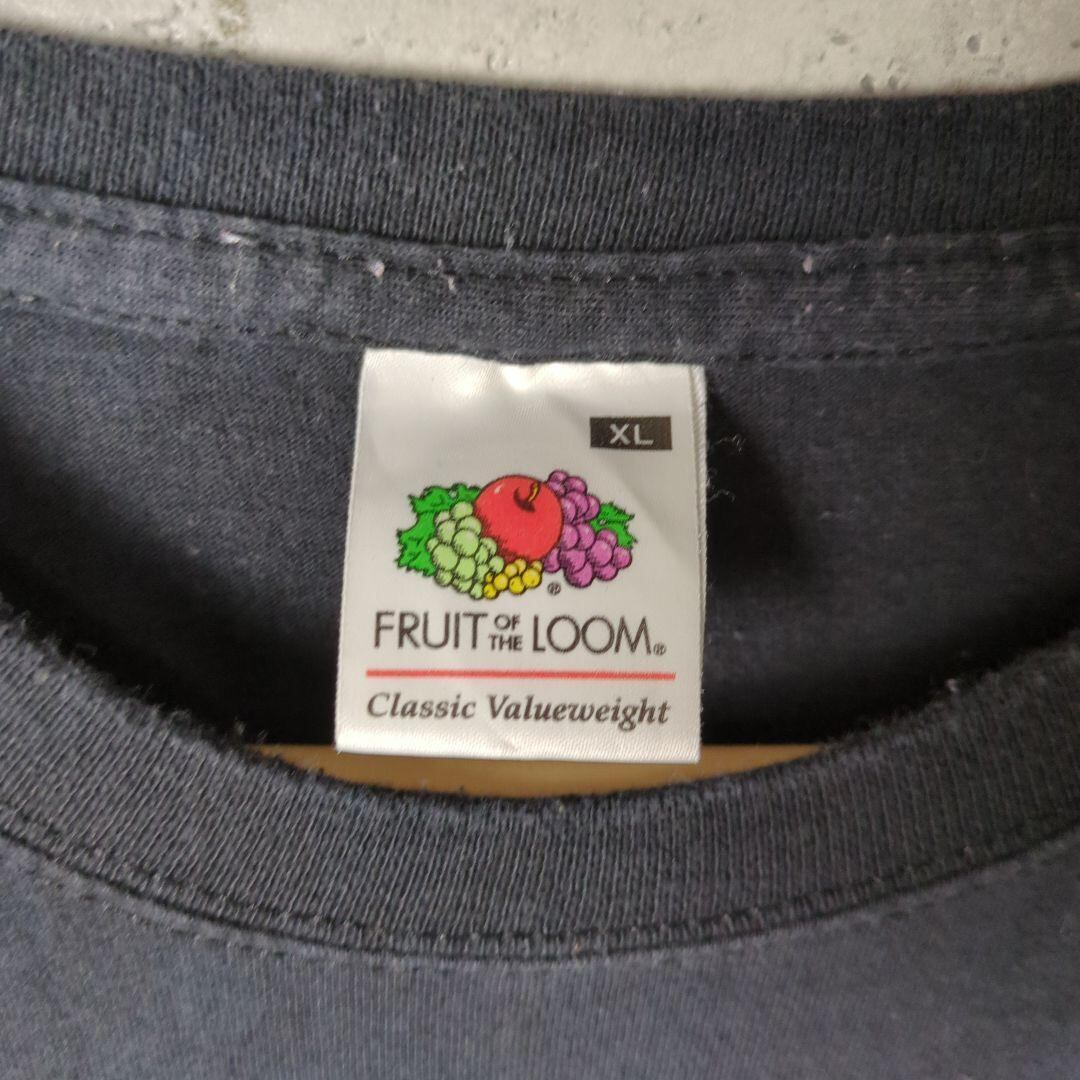 XL
®
FRUIT OF THE LOOM®
Classic Valueweight